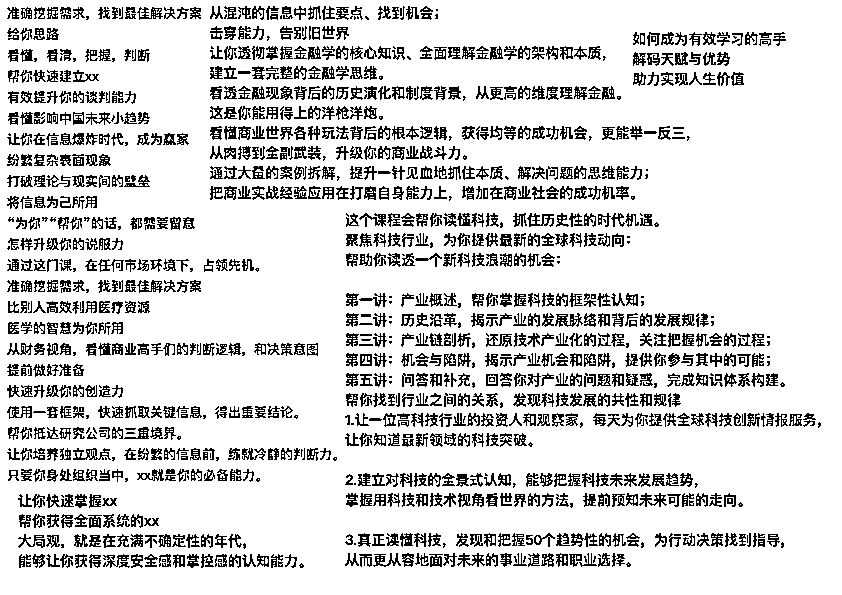 准确挖掘需求，找到最佳解决方案
给你思路
看懂，看清，把握，判断
帮你快速建立xx
有效提升你的谈判能力
看懂影响中国未来小趋势
让你在信息爆炸时代，成为赢家
纷繁复杂表面现象
打破理论与现实间的壁垒
将信息为己所用
“为你”“帮你”的话，都需要留意
怎样升级你的说服力
通过这门课，在任何市场环境下，占领先机。
准确挖掘需求，找到最佳解决方案
比别人高效利用医疗资源
医学的智慧为你所用
从财务视角，看懂商业高手们的判断逻辑，和决策意图
提前做好准备
快速升级你的创造力
使用一套框架，快速抓取关键信息，得出重要结论。
帮你抵达研究公司的三重境界。
让你培养独立观点，在纷繁的信息前，练就冷静的判断力。
只要你身处组织当中，xx就是你的必备能力。
让你快速掌握xx
帮你获得全面系统的xx
大局观，就是在充满不确定性的年代，
能够让你获得深度安全感和掌控感的认知能力。
从混沌的信息中抓住要点、找到机会；
击穿能力，告别旧世界
让你透彻掌握金融学的核心知识、全面理解金融学的架构和本质，
建立一套完整的金融学思维。
看透金融现象背后的历史演化和制度背景，从更高的维度理解金融。
这是你能用得上的洋枪洋炮。
看懂商业世界各种玩法背后的根本逻辑，获得均等的成功机会，更能举一反三，
从肉搏到全副武装，升级你的商业战斗力。
通过大量的案例拆解，提升一针见血地抓住本质、解决问题的思维能力；
把商业实战经验应用在打磨自身能力上，增加在商业社会的成功机率。
如何成为有效学习的高手
解码天赋与优势
助力实现人生价值
这个课程会帮你读懂科技，抓住历史性的时代机遇。
聚焦科技行业，为你提供最新的全球科技动向：
帮助你读透一个新科技浪潮的机会：
第一讲：产业概述，帮你掌握科技的框架性认知；
第二讲：历史沿革，揭示产业的发展脉络和背后的发展规律；
第三讲：产业链剖析，还原技术产业化的过程，关注把握机会的过程；
第四讲：机会与陷阱，揭示产业机会和陷阱，提供你参与其中的可能；
第五讲：问答和补充，回答你对产业的问题和疑惑，完成知识体系构建。
帮你找到行业之间的关系，发现科技发展的共性和规律
1.让一位高科技行业的投资人和观察家，每天为你提供全球科技创新情报服务，
让你知道最新领域的科技突破。
2.建立对科技的全景式认知，能够把握科技未来发展趋势，
掌握用科技和技术视角看世界的方法，提前预知未来可能的走向。
3.真正读懂科技，发现和把握50个趋势性的机会，为行动决策找到指导，
从而更从容地面对未来的事业道路和职业选择。